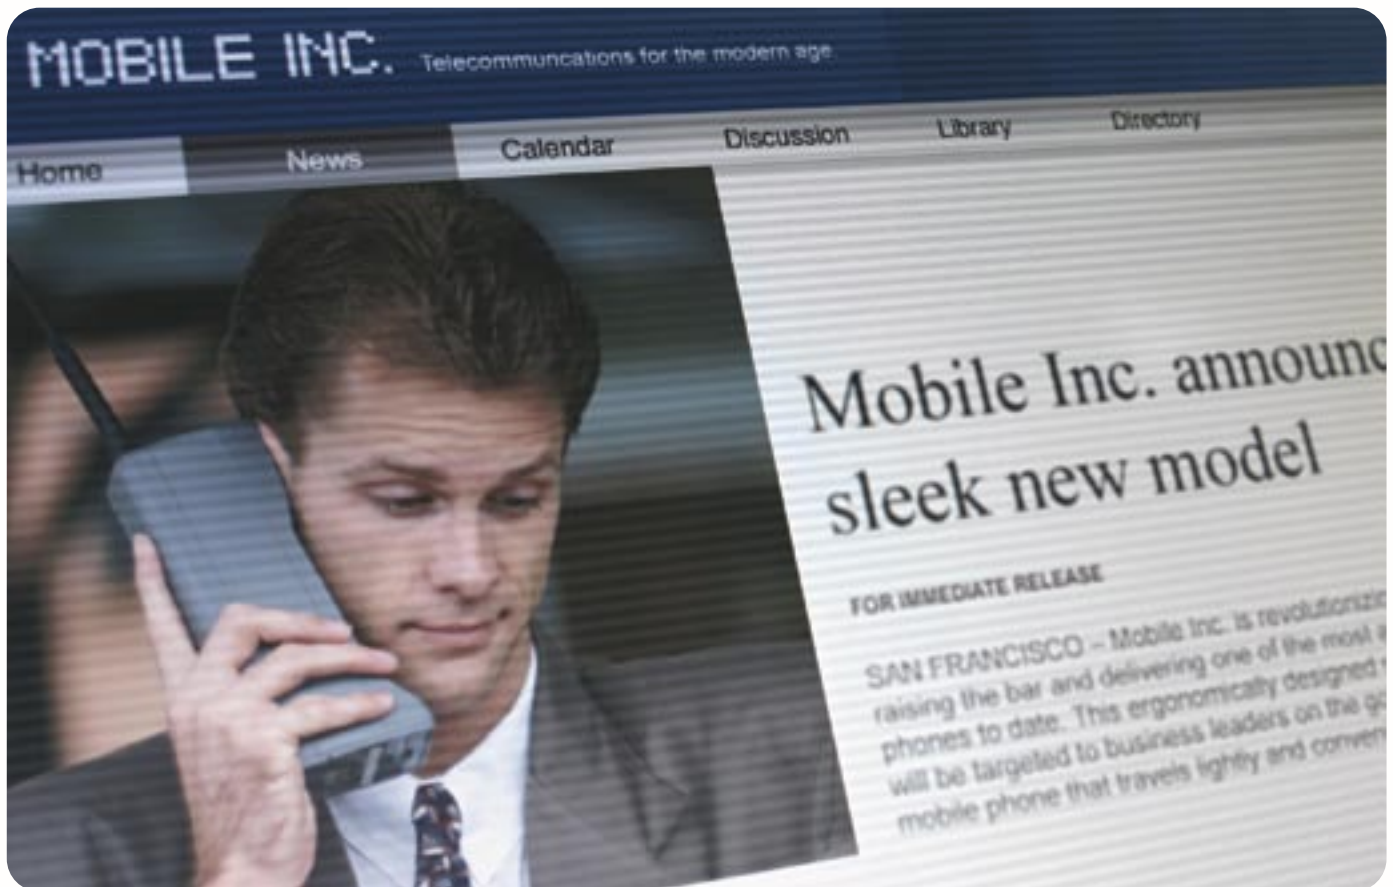 MOBILE INC. Telecommuncations for the modern age
Home News Calendar Discussion Library Directory
Mobile Inc. announc
sleek new model
FOR IMMEDIATE RELEASE
SAN FRANCISCO – Mobile Inc. is revolutionizin
raising the bar and delivering one of the most a
phones to date. This ergonomically designed
will be targeted to business leaders on the go
mobile phone that travels lightly and conven